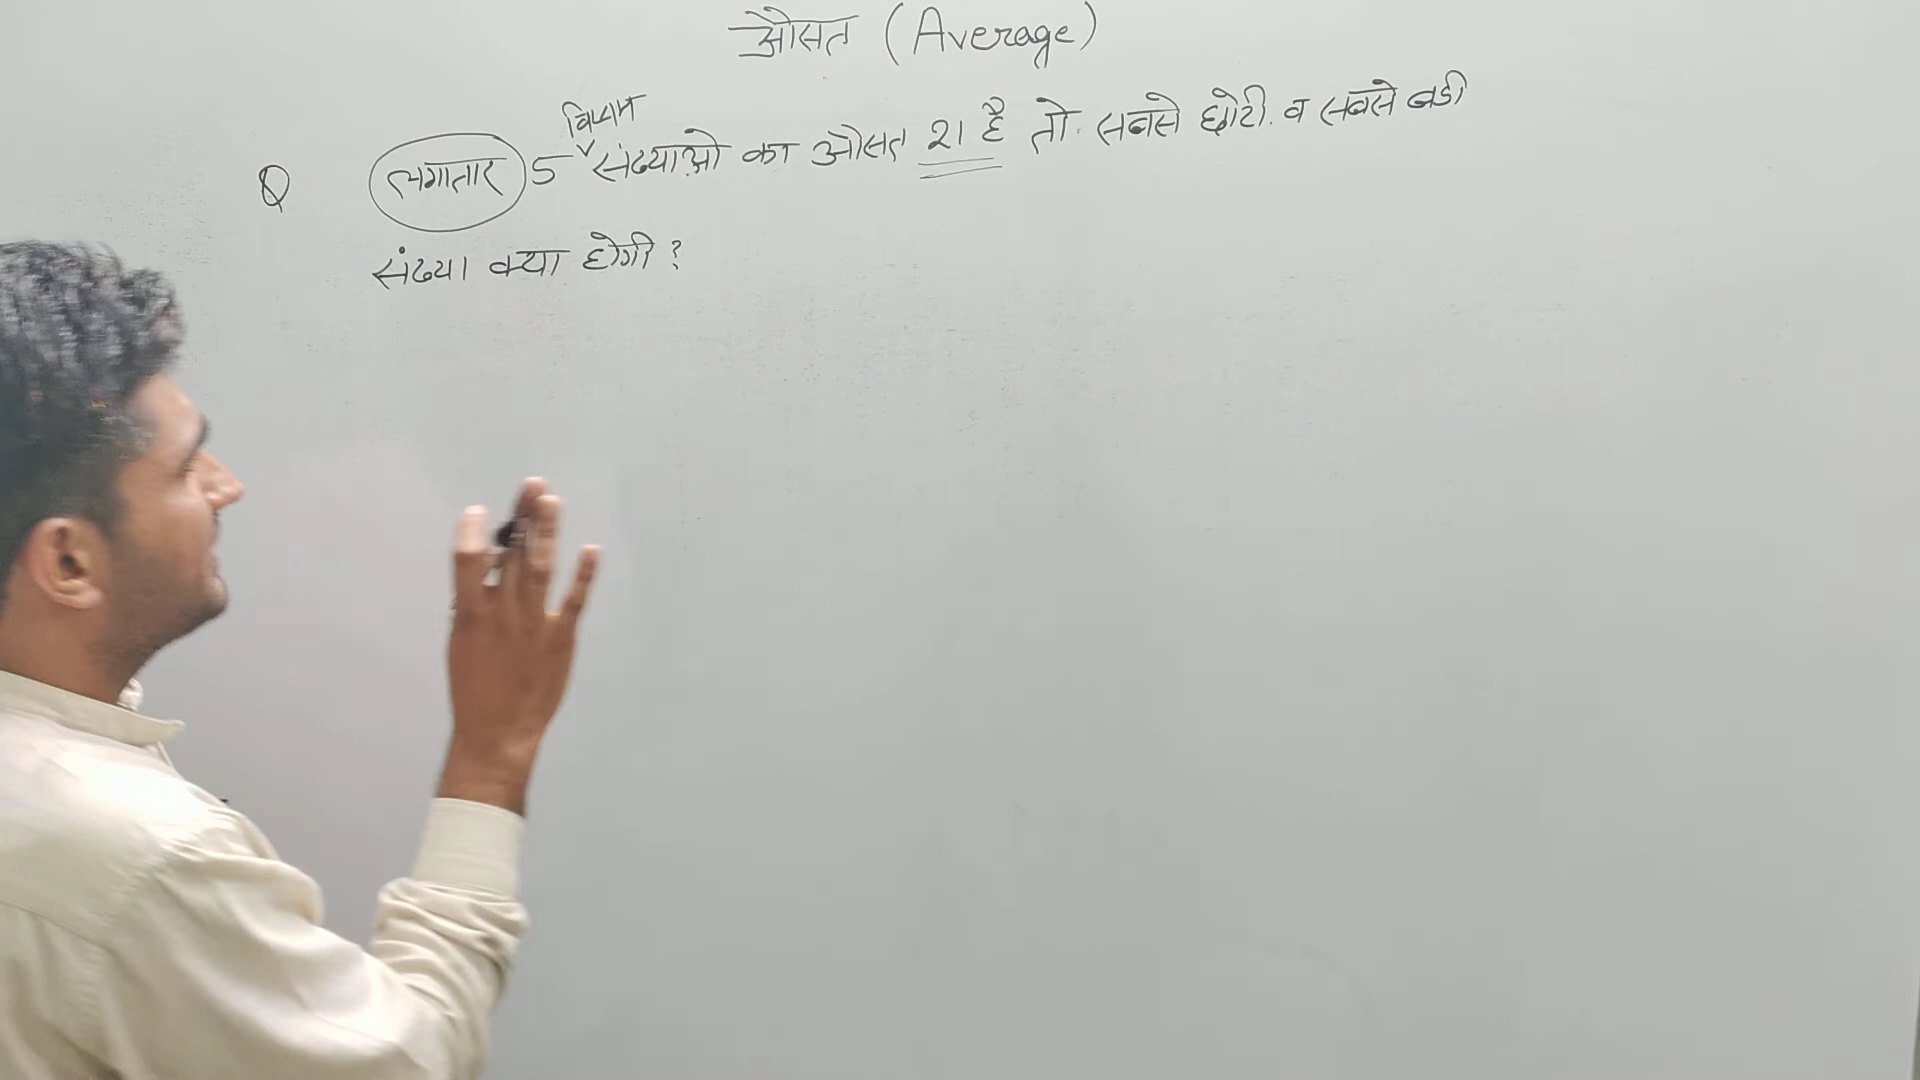 औसत (Average)
Q लगातार 5 विषम संख्याओ का औसत 21 है तो सबसे छोटी व सबसे बडी
संख्या क्या होगी ?